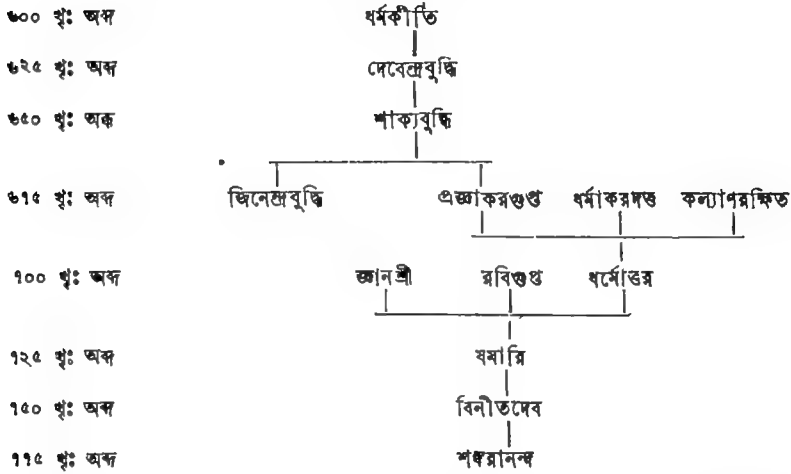 ৬০০ খৃঃ অব্দ ধর্মকীর্তি
৬২৫ খৃঃ অব্দ দেবেন্দ্রবুদ্ধি
৬৫০ খৃঃ অব্দ শাক্যবুদ্ধি
৬৭৫ খৃঃ অব্দ জিনেন্দ্রবুদ্ধি প্রজ্ঞাকরগুপ্ত ধর্মাকরদত্ত কল্যাণরক্ষিত
৭০০ খৃঃ অব্দ জ্ঞানশ্রী রবিগুপ্ত ধর্মোত্তর
৭২৫ খৃঃ অব্দ যমারি
৭৫০ খৃঃ অব্দ বিনীতদেব
৭৭৫ খৃঃ অব্দ শঙ্করানন্দ